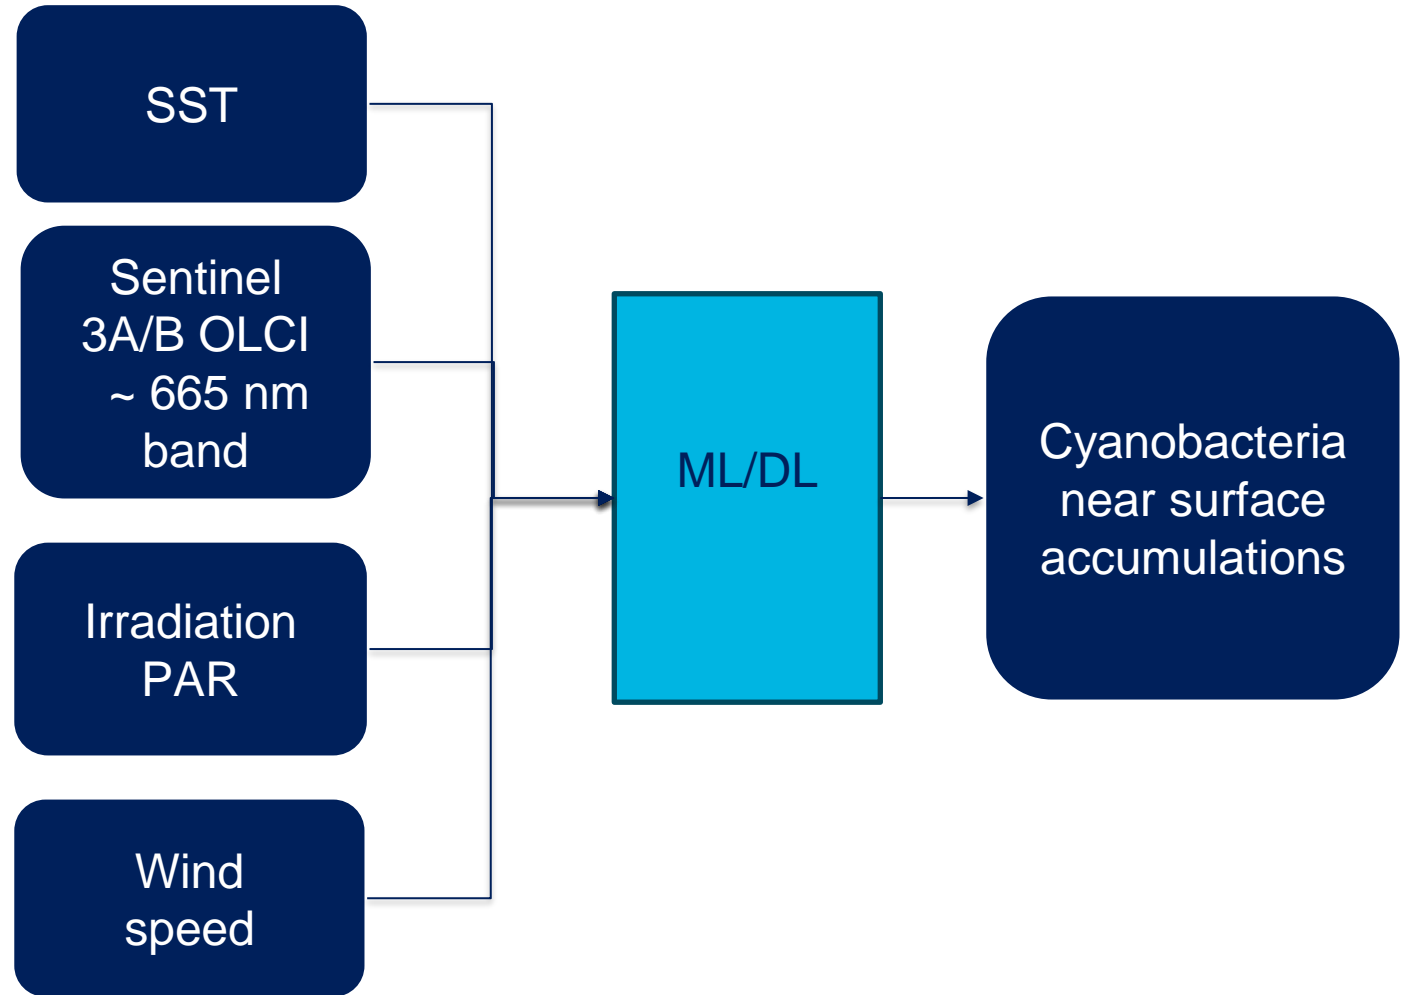 SST
Sentinel
3A/B OLCI
~ 665 nm
band
Irradiation
PAR
Wind
speed
ML/DL
Cyanobacteria
near surface
accumulations